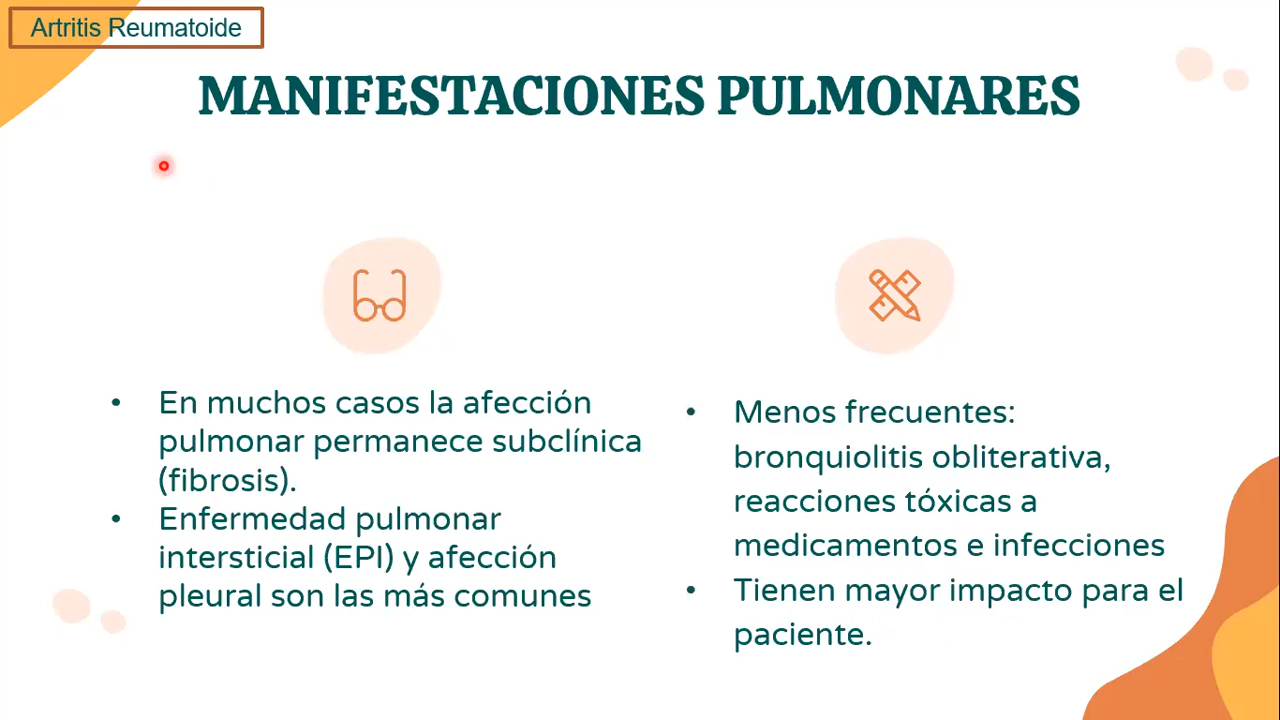 Artritis Reumatoide
MANIFESTACIONES PULMONARES
• En muchos casos la afección
pulmonar permanece subclínica
(fibrosis).
• Enfermedad pulmonar
intersticial (EPI) y afección
pleural son las más comunes
• Menos frecuentes:
bronquiolitis obliterativa,
reacciones tóxicas a
medicamentos e infecciones
• Tienen mayor impacto para el
paciente.